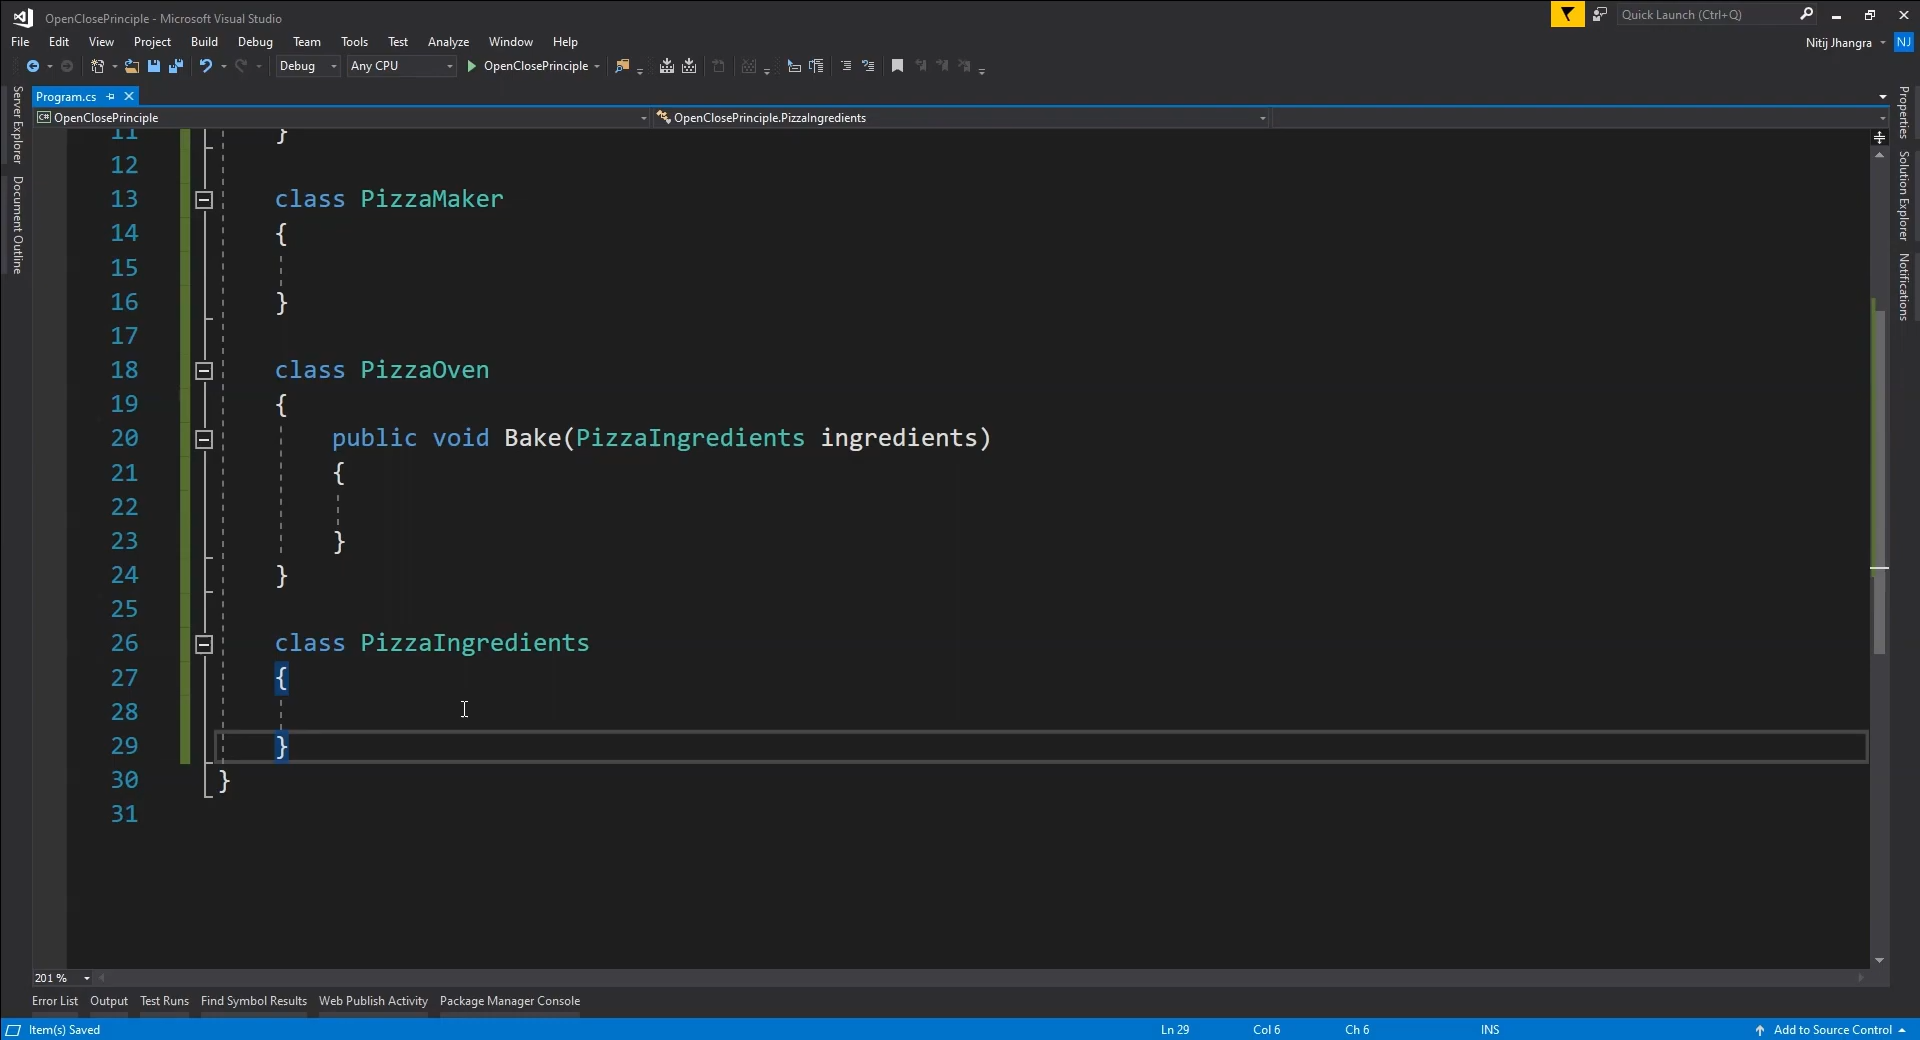 OpenClosePrinciple - Microsoft Visual Studio
Quick Launch (Ctrl+Q)
File Edit View Project Build Debug Team Tools Test Analyze Window Help
Nitij Jhangra NJ
Debug Any CPU OpenClosePrinciple
Server Explorer
Document Outline
Program.cs
C# OpenClosePrinciple
OpenClosePrinciple.PizzaIngredients
Properties
Solution Explorer
Notifications
11 }
12
13 class PizzaMaker
14 {
15
16 }
17
18 class PizzaOven
19 {
20 public void Bake(PizzaIngredients ingredients)
21 {
22
23 }
24 }
25
26 class PizzaIngredients
27 {
28
29 }
30 }
31
201 %
Error List Output Test Runs Find Symbol Results Web Publish Activity Package Manager Console
Item(s) Saved Ln 29 Col 6 Ch 6 INS Add to Source Control